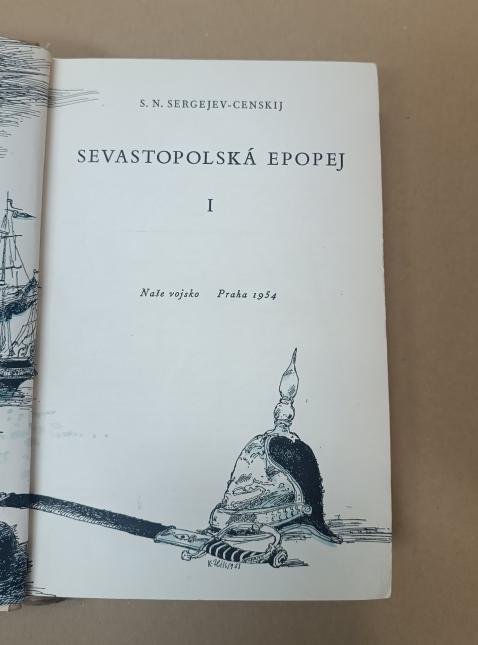 S. N. SERGEJEV-CENSKIJ
SEVASTOPOLSKÁ EPOPEJ
I
Naše vojsko Praha 1954